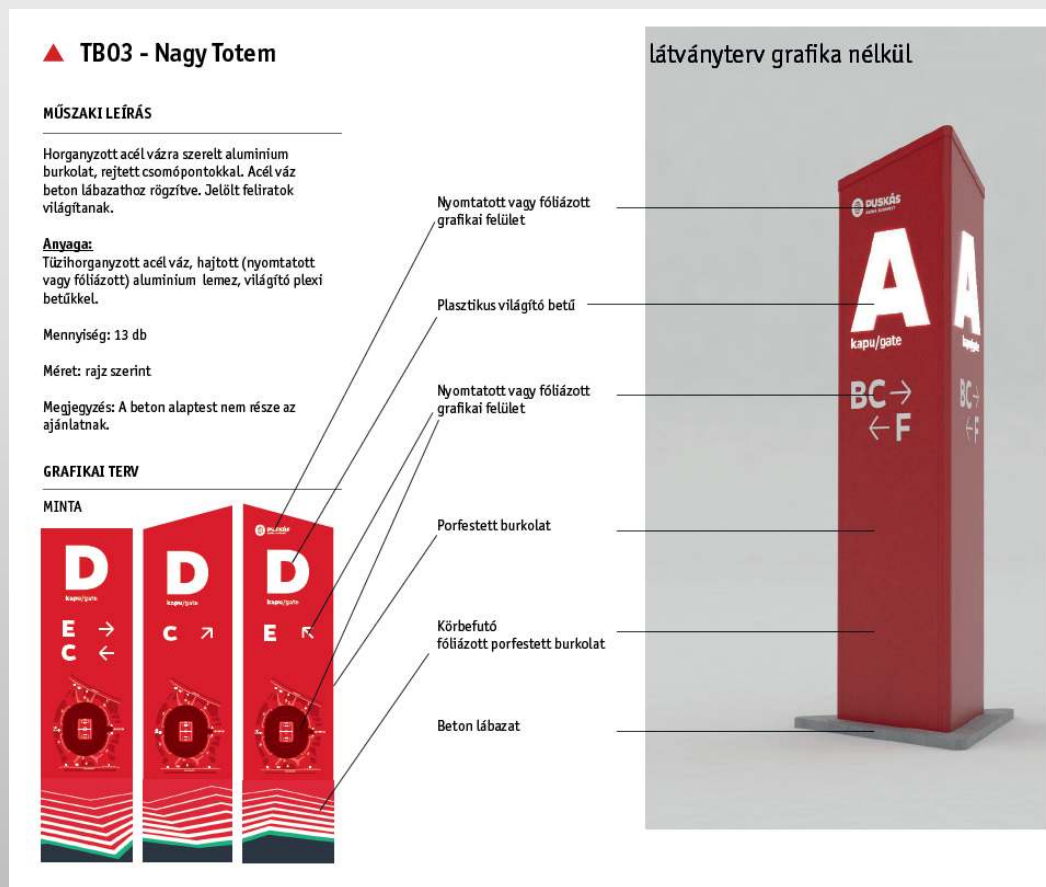 TB03 - Nagy Totem
látványterv grafika nélkül
MŰSZAKI LEÍRÁS
Horganyzott acél vázra szerelt aluminium
burkolat, rejtett csomópontokkal. Acél váz
beton lábazathoz rögzítve. Jelölt feliratok
világítanak.
Anyaga:
Tüzihorganyzott acél váz, hajtott (nyomtatott
vagy fóliázott) aluminium lemez, világító plexi
betűkkel.
Mennyiség: 13 db
Méret: rajz szerint
Megjegyzés: A beton alaptest nem része az
ajánlatnak.
GRAFIKAI TERV
MINTA
D
kapu/gate
E →
C ←
D
kapu/gate
C ↗
PUSKÁS
D
kapu/gate
E ↖
Nyomtatott vagy fóliázott
grafikai felület
Plasztikus világító betű
Nyomtatott vagy fóliázott
grafikai felület
Porfestett burkolat
Körbefutó
fóliázott porfestett burkolat
Beton lábazat
PUSKÁS
A
kapu/gate
BC →
← F
A
kapu/gate
BC →
← F